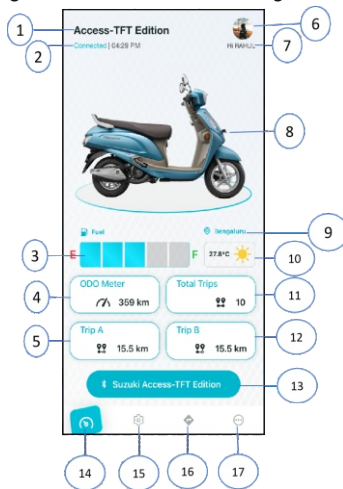 1
Access-TFT Edition
6
2
Connected | 04:29 PM
Hi RAHUL
7
8
Fuel
Bengaluru
9
3
E
F
27.8°C
10
4
ODO Meter
359 km
Total Trips
10
11
5
Trip A
15.5 km
Trip B
15.5 km
12
Suzuki Access-TFT Edition
13
14
15
16
17